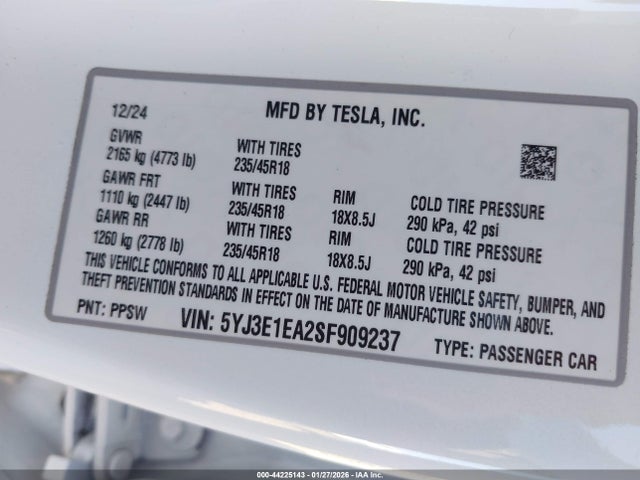 12/24 MFD BY TESLA, INC.
GVWR
2165 kg (4773 lb) WITH TIRES 235/45R18
GAWR FRT
1110 kg (2447 lb) WITH TIRES 235/45R18 RIM 18X8.5J COLD TIRE PRESSURE 290 kPa, 42 psi
GAWR RR
1260 kg (2778 lb) WITH TIRES 235/45R18 RIM 18X8.5J COLD TIRE PRESSURE 290 kPa, 42 psi
THIS VEHICLE CONFORMS TO ALL APPLICABLE U.S. FEDERAL MOTOR VEHICLE SAFETY, BUMPER, AND
THEFT PREVENTION STANDARDS IN EFFECT ON THE DATE OF MANUFACTURE SHOWN ABOVE.
PNT: PPSW VIN: 5YJ3E1EA2SF909237 TYPE: PASSENGER CAR
000-44225143 - 01/27/2026 - IAAI.COM